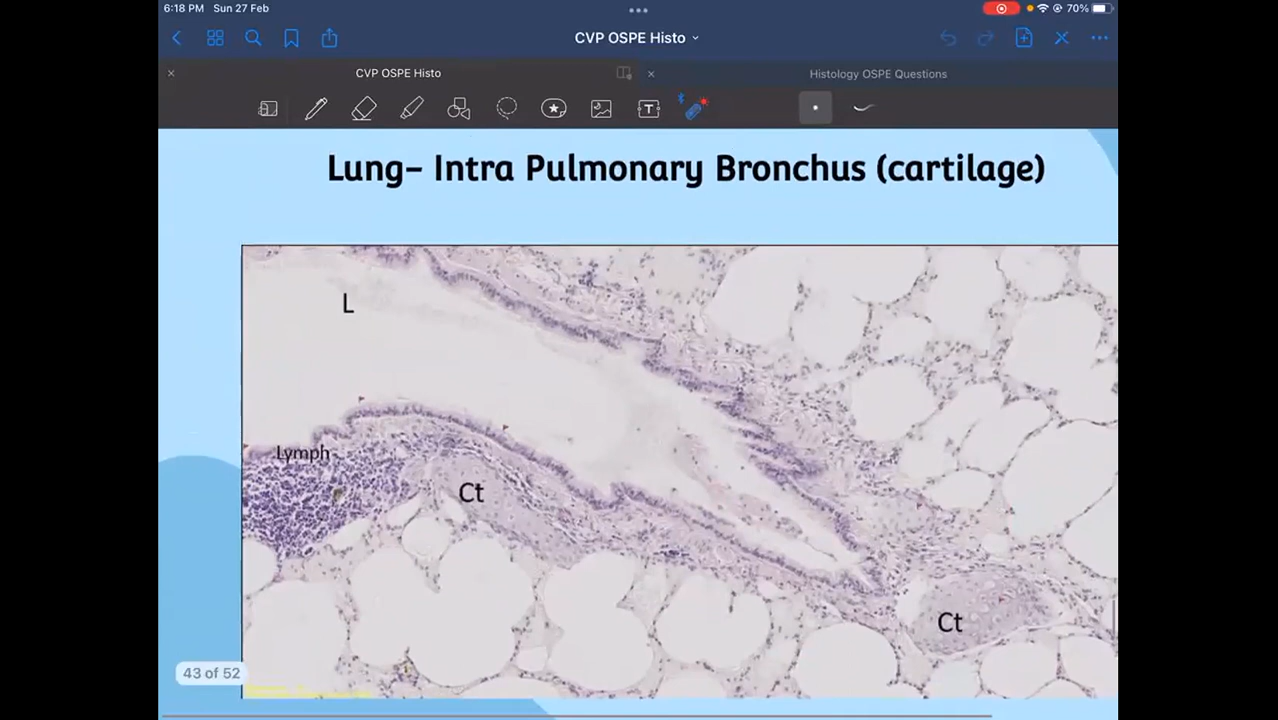 6:18 PM Sun 27 Feb
70%
CVP OSPE Histo
CVP OSPE Histo
Histology OSPE Questions
Lung- Intra Pulmonary Bronchus (cartilage)
L
Lymph
Ct
Ct
43 of 52